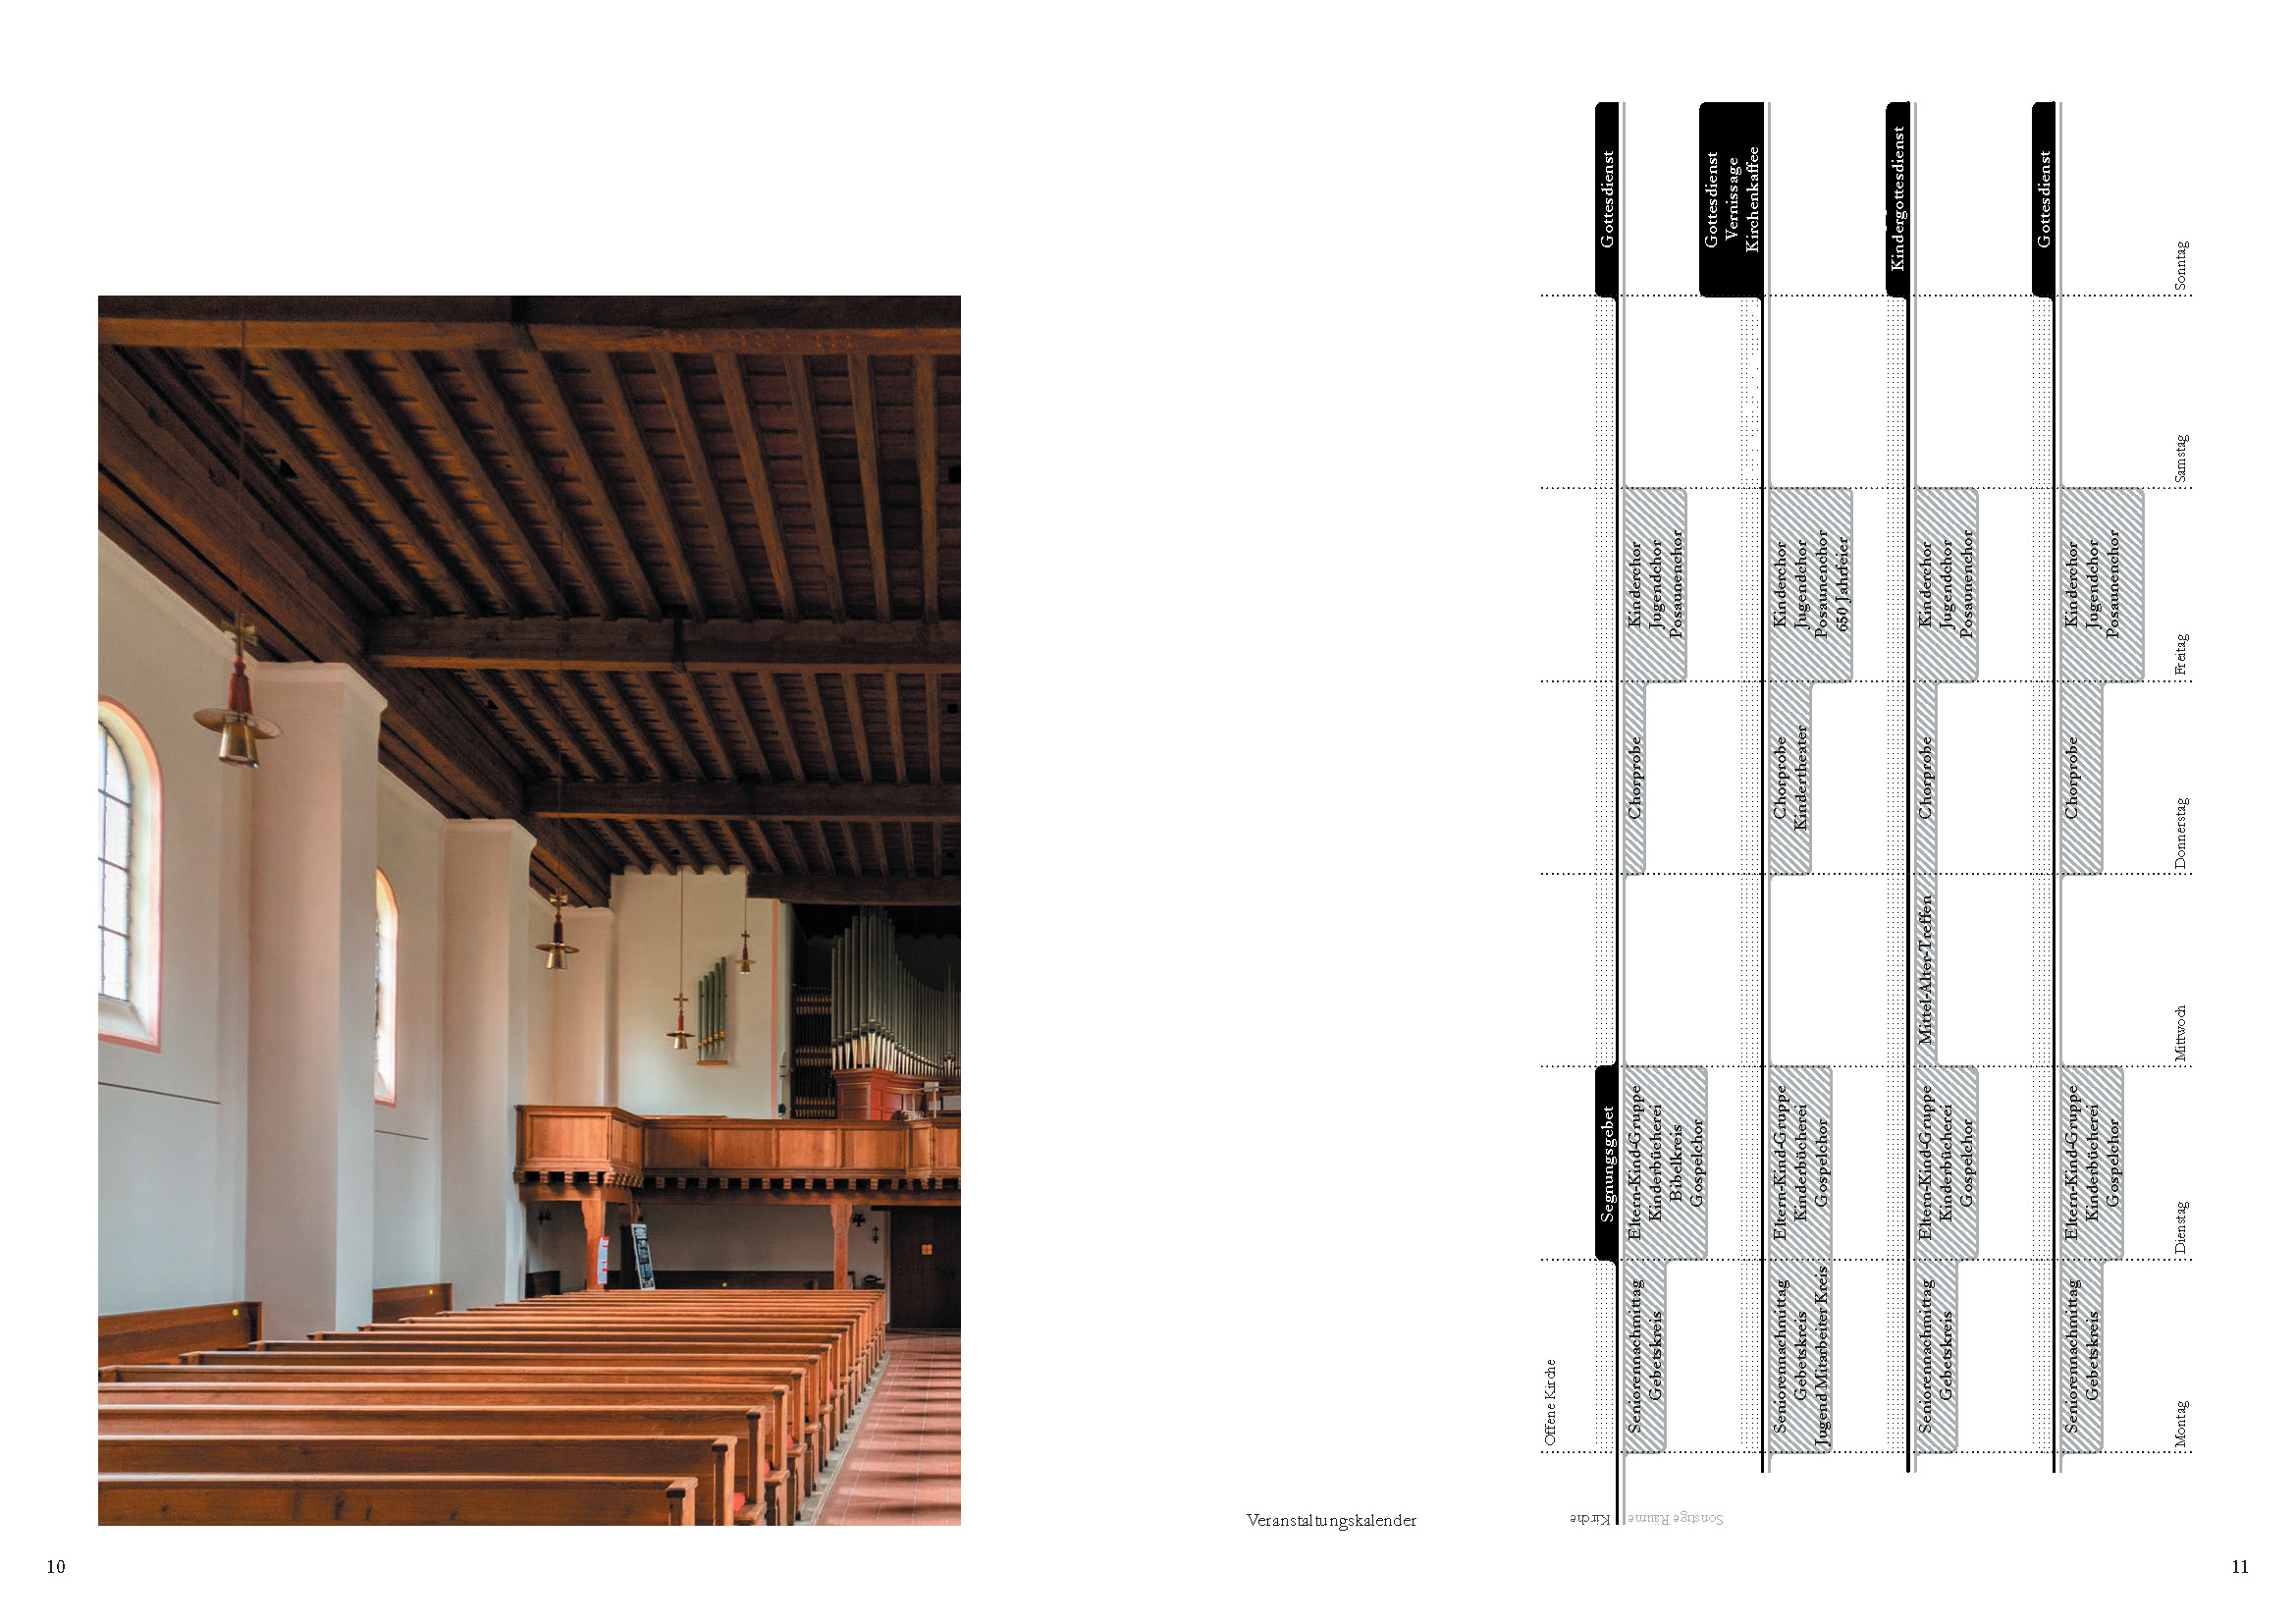 Gottesdienst
Gottesdienst
Vernissage
Kirchenkaffee
Kindergottesdienst
Gottesdienst
Sonntag
Samstag
Kinderchor
Jugendchor
Posaunenchor
Kinderchor
Jugendchor
Posaunenchor
650 Jahrfeier
Kinderchor
Jugendchor
Posaunenchor
Kinderchor
Jugendchor
Posaunenchor
Freitag
Chorprobe
Chorprobe
Kindertheater
Chorprobe
Chorprobe
Donnerstag
Mittel-Alter-Treffen
Mittwoch
Segnungsgebet
Eltern-Kind-Gruppe
Kinderbücherei
Bibelkreis
Gospelchor
Eltern-Kind-Gruppe
Kinderbücherei
Gospelchor
Eltern-Kind-Gruppe
Kinderbücherei
Gospelchor
Eltern-Kind-Gruppe
Kinderbücherei
Gospelchor
Dienstag
Offene Kirche
Seniorennachmittag
Gebetskreis
Seniorennachmittag
Gebetskreis
Jugend Mitarbeiter Kreis
Seniorennachmittag
Gebetskreis
Seniorennachmittag
Gebetskreis
Montag
Kirche
Sonstige Räume
Veranstaltungskalender
10
11